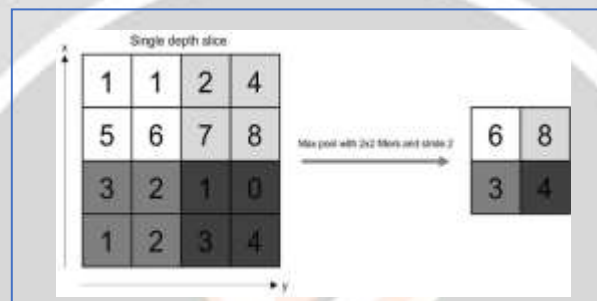 Single depth slice
x
1 1 2 4
5 6 7 8
3 2 1 0
1 2 3 4
y
Max pool with 2x2 filters and stride 2
6 8
3 4